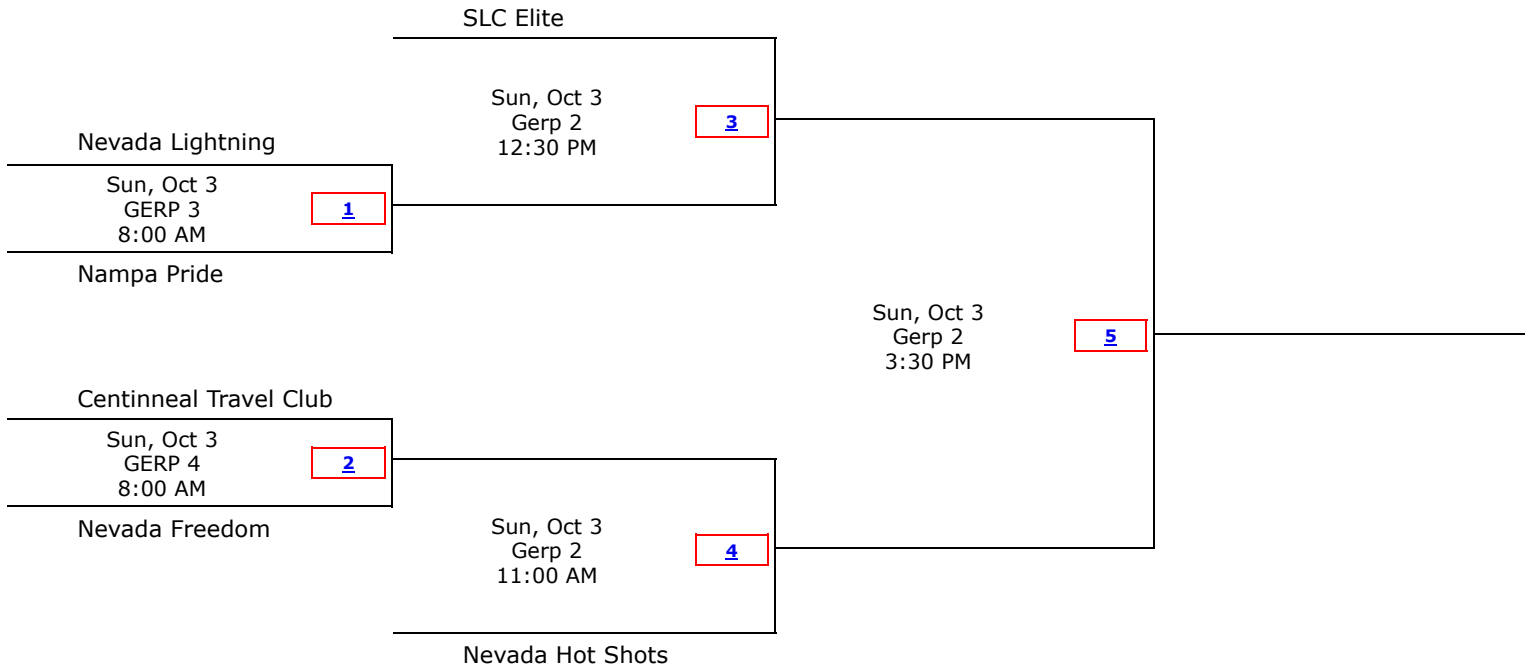 SLC Elite
Sun, Oct 3
Gerp 2
12:30 PM
3
Nevada Lightning
Sun, Oct 3
GERP 3
8:00 AM
1
Nampa Pride
Sun, Oct 3
Gerp 2
3:30 PM
5
Centinneal Travel Club
Sun, Oct 3
GERP 4
8:00 AM
2
Nevada Freedom
Sun, Oct 3
Gerp 2
11:00 AM
4
Nevada Hot Shots